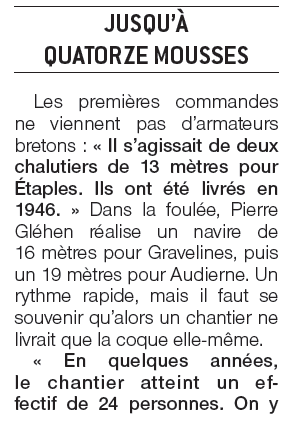 JUSQU'À
QUATORZE MOUSSES
Les premières commandes
ne viennent pas d'armateurs
bretons : « Il s'agissait de deux
chalutiers de 13 mètres pour
Étaples. Ils ont été livrés en
1946. » Dans la foulée, Pierre
Gléhen réalise un navire de
16 mètres pour Gravelines, puis
un 19 mètres pour Audierne. Un
rythme rapide, mais il faut se
souvenir qu'alors un chantier ne
livrait que la coque elle-même.
« En quelques années,
le chantier atteint un ef-
fectif de 24 personnes. On y